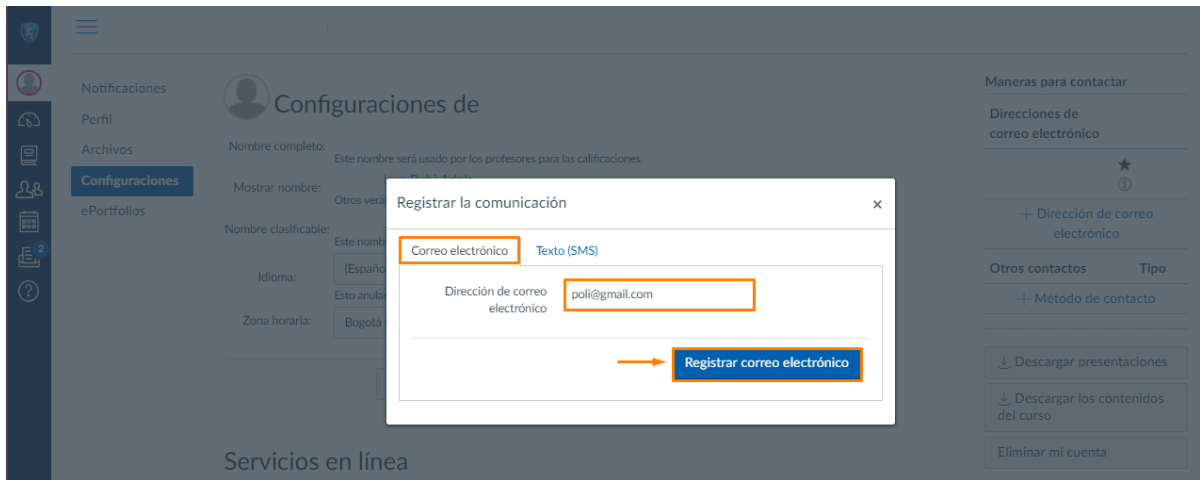 Notificaciones
Perfil
Archivos
Configuraciones
ePortfolios
2
Configuraciones de
Nombre completo:
Este nombre será usado por los profesores para las calificaciones.
Mostrar nombre:
Otros verá
Nombre clasificable:
Este nomb
Idioma:
(Españo
Esto anular
Zona horaria:
Bogotá
Servicios en línea
Registrar la comunicación
×
Correo electrónico
Texto (SMS)
Dirección de correo
electrónico
poli@gmail.com
Registrar correo electrónico
Maneras para contactar
Direcciones de
correo electrónico
+ Dirección de correo
electrónico
Otros contactos Tipo
+ Método de contacto
Descargar presentaciones
Descargar los contenidos
del curso
Eliminar mi cuenta